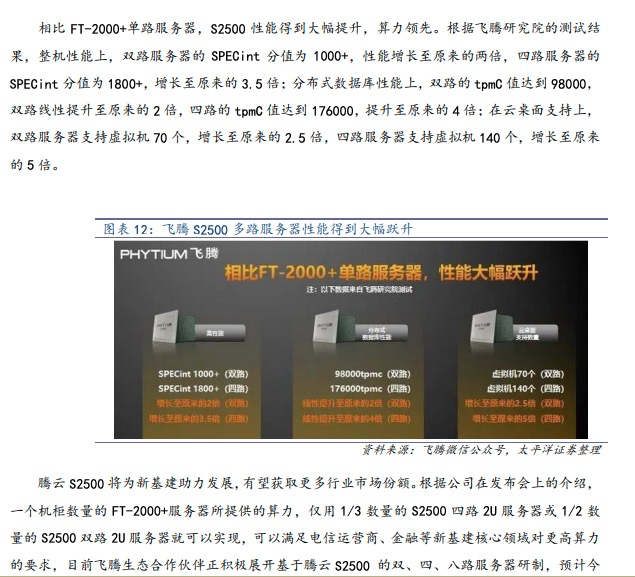 相比 FT-2000+单路服务器，S2500 性能得到大幅提升，算力领先。根据飞腾研究院的测试结
果，整机性能上，双路服务器的 SPECint 分值为 1000+，性能增长至原来的两倍，四路服务器的
SPECint 分值为 1800+，增长至原来的 3.5 倍；分布式数据库性能上，双路的 tpmC 值达到 98000，
双路线性提升至原来的 2 倍，四路的 tpmC 值达到 176000，提升至原来的 4 倍；在云桌面支持上，
双路服务器支持虚拟机 70 个，增长至原来的 2.5 倍，四路服务器支持虚拟机 140 个，增长至原来
的 5 倍。
图表 12：飞腾 S2500 多路服务器性能得到大幅跃升
PHYTIUM 飞腾
相比FT-2000+单路服务器，性能大幅跃升
注：以下数据来自飞腾研究院测试
高性能
分布式
数据库性能
云桌面
支持数量
SPECint 1000+（双路）
SPECint 1800+（四路）
增长至原来的2倍（双路）
增长至原来的3.5倍（四路）
98000tpmc（双路）
176000tpmc（四路）
线性提升至原来的2倍（双路）
线性提升至原来的4倍（四路）
虚拟机70个（双路）
虚拟机140个（四路）
增长至原来的2.5倍（双路）
增长至原来的5倍（四路）
资料来源：飞腾微信公众号，太平洋证券整理
腾云 S2500 将为新基建助力发展，有望获取更多行业市场份额。根据公司在发布会上的介绍，
一个机柜数量的 FT-2000+服务器所提供的算力，仅用 1/3 数量的 S2500 四路 2U 服务器或 1/2 数
量的 S2500 双路 2U 服务器就可以实现，可以满足电信运营商、金融等新基建核心领域对更高算力
的要求，目前飞腾生态合作伙伴正积极展开基于腾云 S2500 的双、四、八路服务器研制，预计今